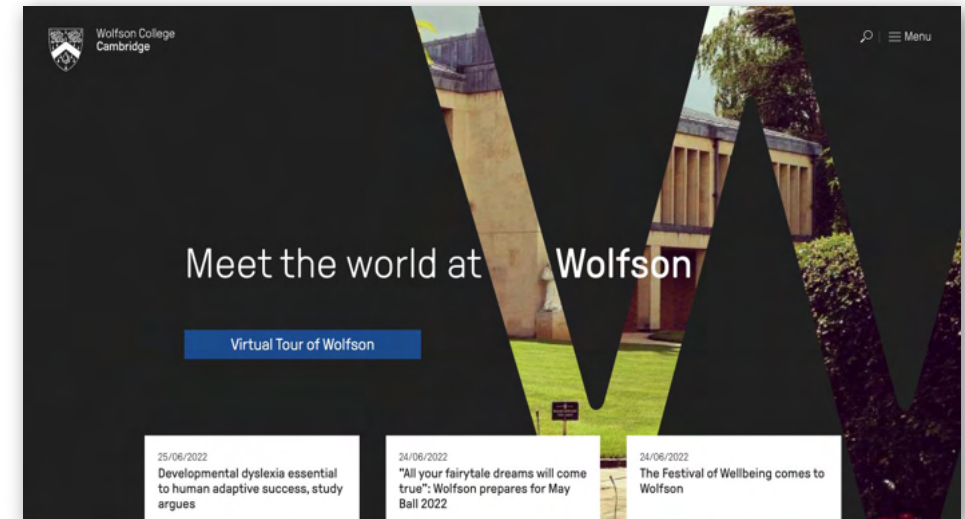 Wolfson College
Cambridge
Menu
Meet the world at Wolfson
Virtual Tour of Wolfson
25/06/2022
Developmental dyslexia essential
to human adaptive success, study
argues
24/06/2022
"All your fairytale dreams will come
true": Wolfson prepares for May
Ball 2022
24/06/2022
The Festival of Wellbeing comes to
Wolfson